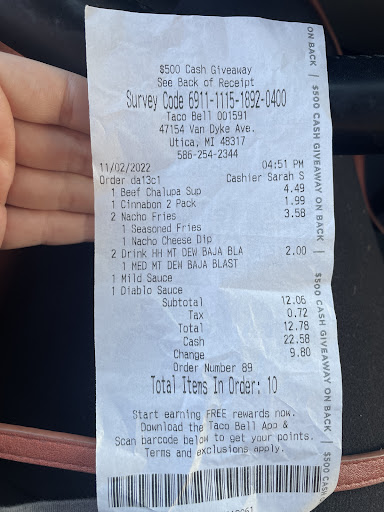 $500 Cash Giveaway
See Back of Receipt
Survey Code 6911-1115-1892-0400
Taco Bell 001591
47154 Van Dyke Ave.
Utica, MI 48317
586-254-2344
11/02/2022 04:51 PM
Order da13c1 Cashier Sarah S
1 Beef Chalupa Sup 4.49
1 Cinnabon 2 Pack 1.99
2 Nacho Fries 3.58
1 Seasoned Fries
1 Nacho Cheese Dip
2 Drink HH MT DEW BAJA BLA 2.00
1 MED MT DEW BAJA BLAST
1 Mild Sauce
1 Diablo Sauce
Subtotal 12.06
Tax 0.72
Total 12.78
Cash 22.58
Change 9.80
Order Number 89
Total Items In Order: 10
Start earning FREE rewards now.
Download the Taco Bell App &
Scan barcode below to get your points.
Terms and exclusions apply.
ON BACK | $500 CASH GIVEAWAY ON BACK | $500 CASH GIVEAWAY ON BACK | $500 CASH